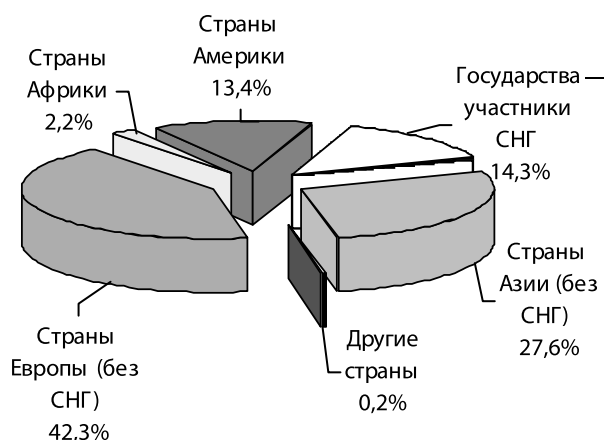 Страны
Америки
13,4%
Страны
Африки
2,2%
Государства —
участники
СНГ
14,3%
Страны
Азии (без
СНГ)
27,6%
Другие
страны
0,2%
Страны
Европы (без
СНГ)
42,3%